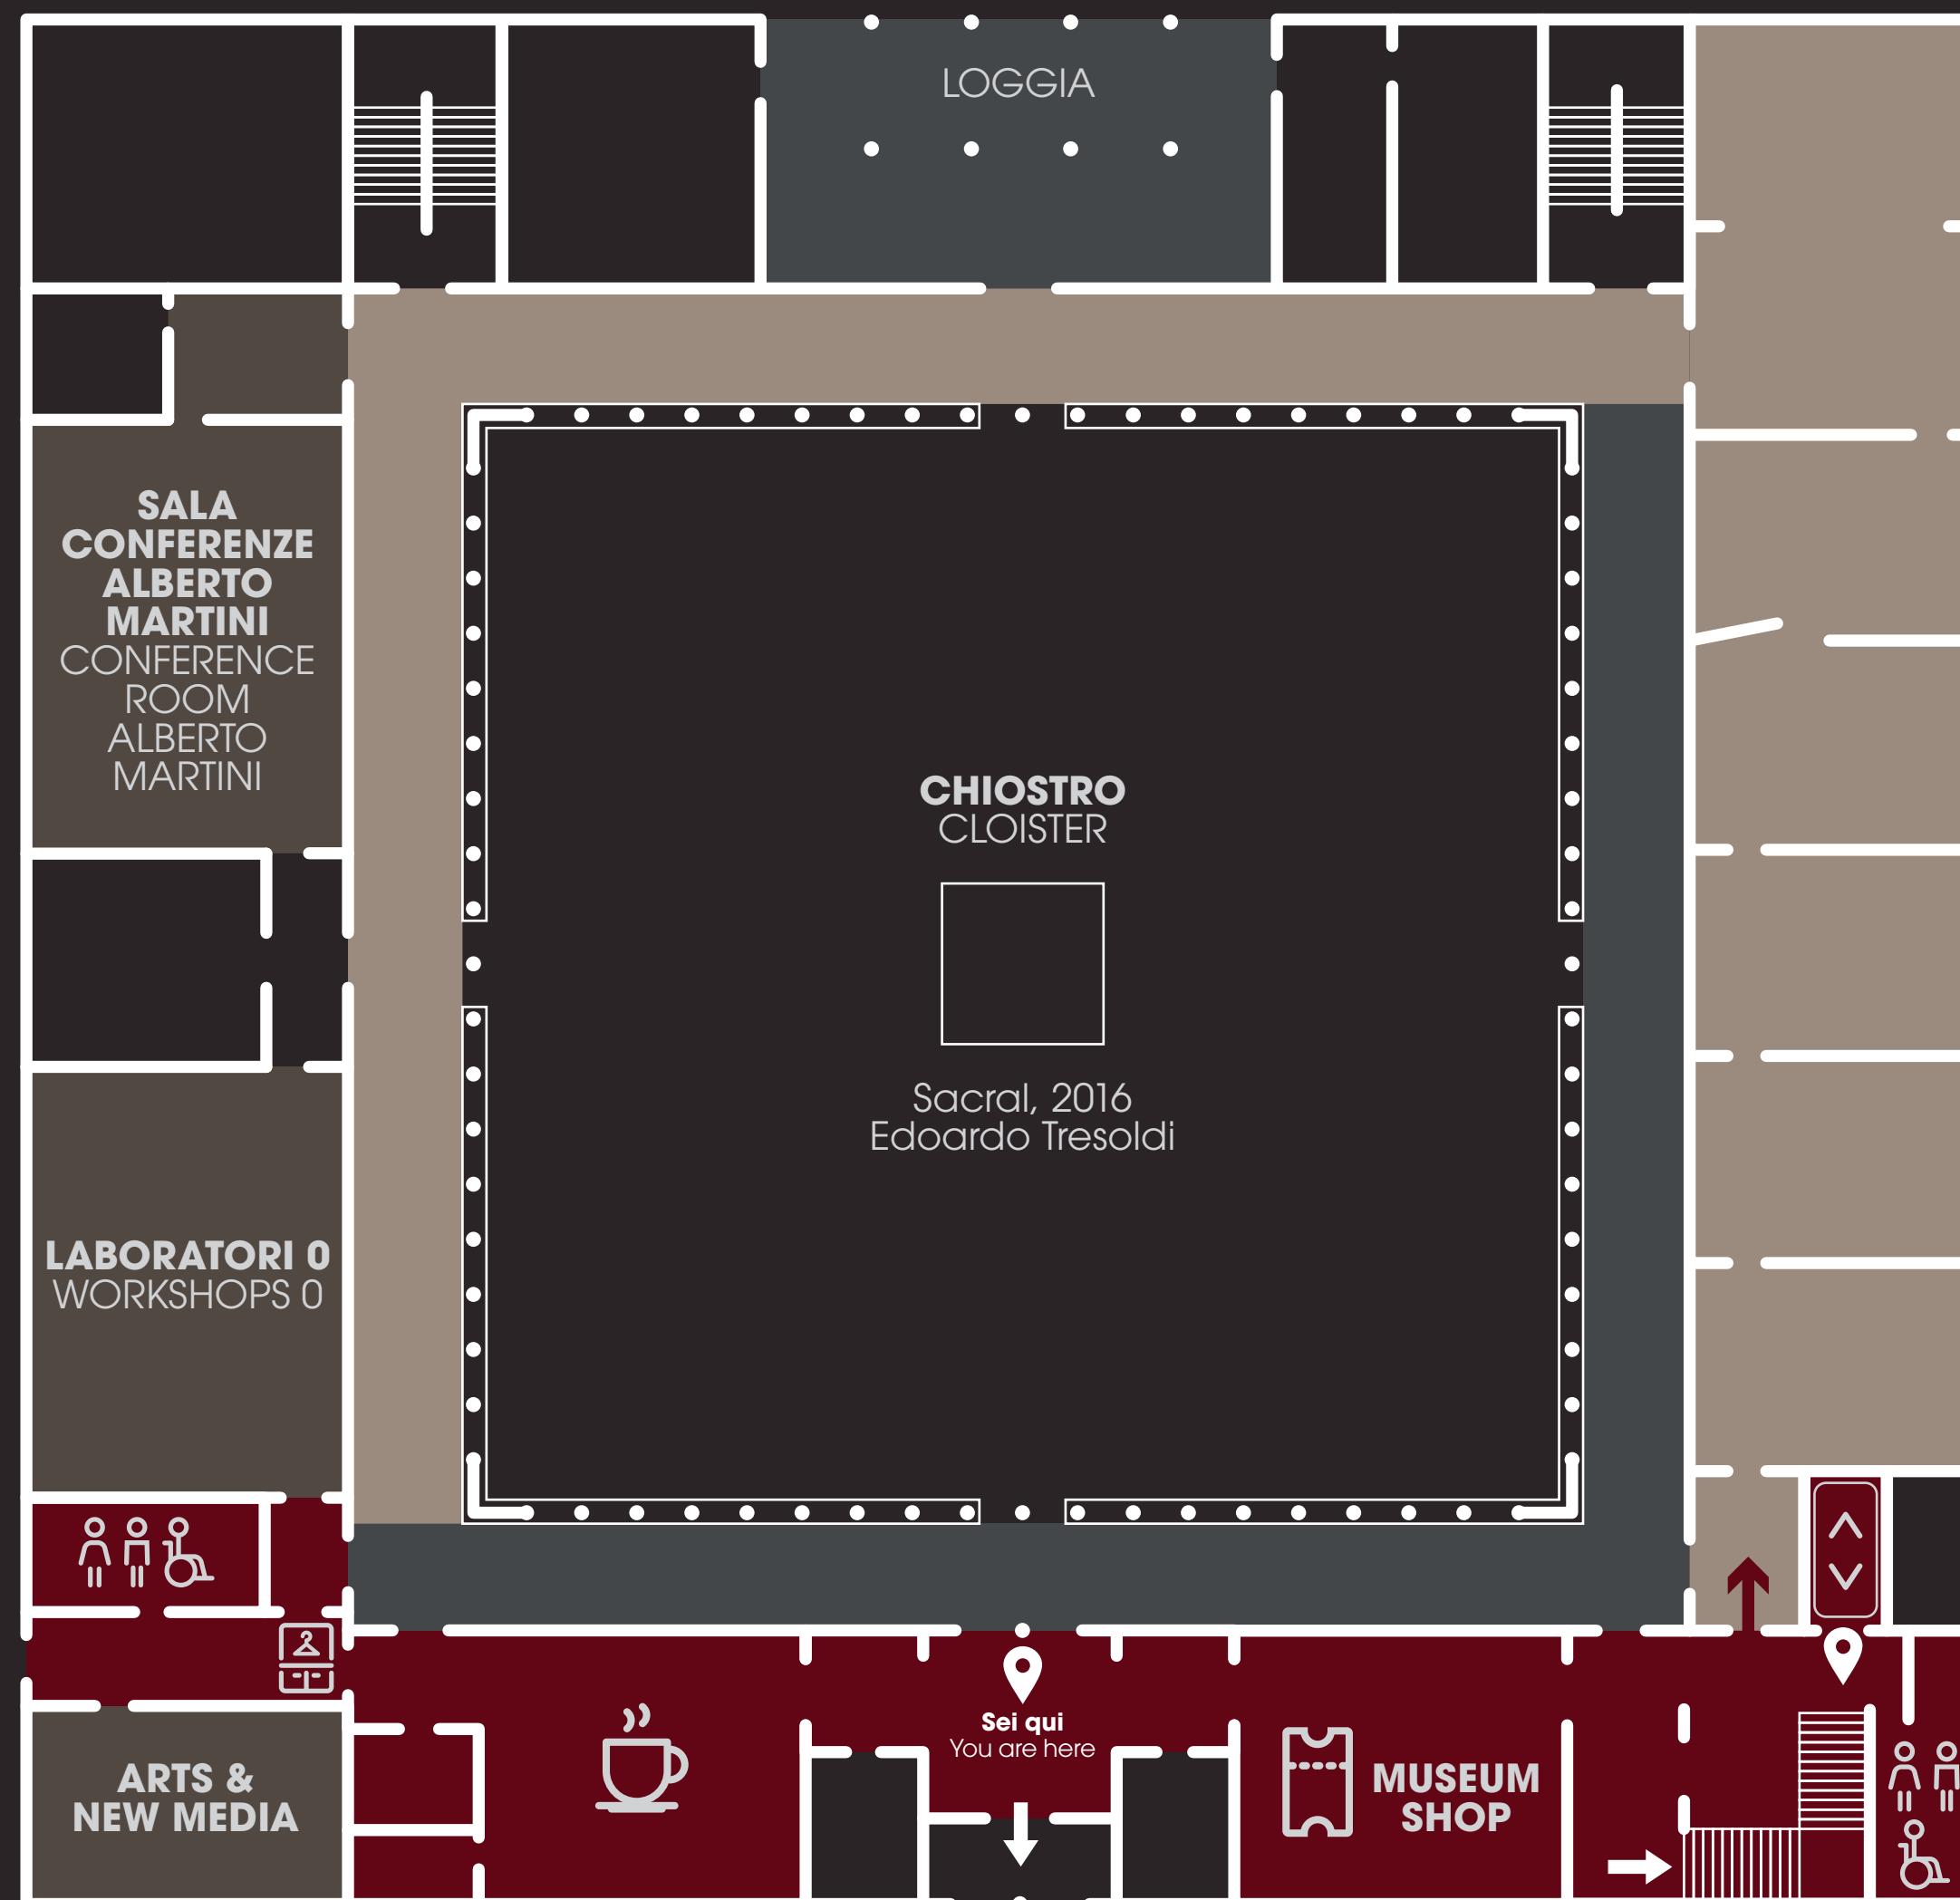 LOGGIA
SALA
CONFERENZE
ALBERTO
MARTINI
CONFERENCE
ROOM
ALBERTO
MARTINI
CHIOSTRO
CLOISTER
Sacral, 2016
Edoardo Tresoldi
LABORATORI 0
WORKSHOPS 0
Sei qui
You are here
ARTS &
NEW MEDIA
MUSEUM
SHOP